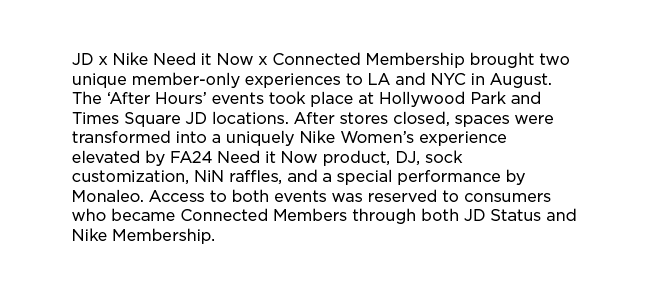 JD x Nike Need it Now x Connected Membership brought two
unique member-only experiences to LA and NYC in August.
The ‘After Hours’ events took place at Hollywood Park and
Times Square JD locations. After stores closed, spaces were
transformed into a uniquely Nike Women’s experience
elevated by FA24 Need it Now product, DJ, sock
customization, NiN raffles, and a special performance by
Monaleo. Access to both events was reserved to consumers
who became Connected Members through both JD Status and
Nike Membership.